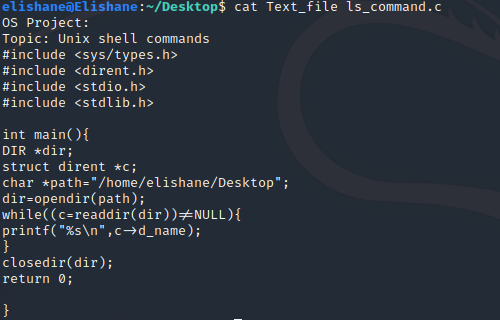 elishane@Elishane:~/Desktop$ cat Text_file ls_command.c
OS Project:
Topic: Unix shell commands
#include <sys/types.h>
#include <dirent.h>
#include <stdio.h>
#include <stdlib.h>

int main(){
DIR *dir;
struct dirent *c;
char *path="/home/elishane/Desktop";
dir=opendir(path);
while((c=readdir(dir))≠NULL){
printf("%s\n",c→d_name);
}
closedir(dir);
return 0;

}